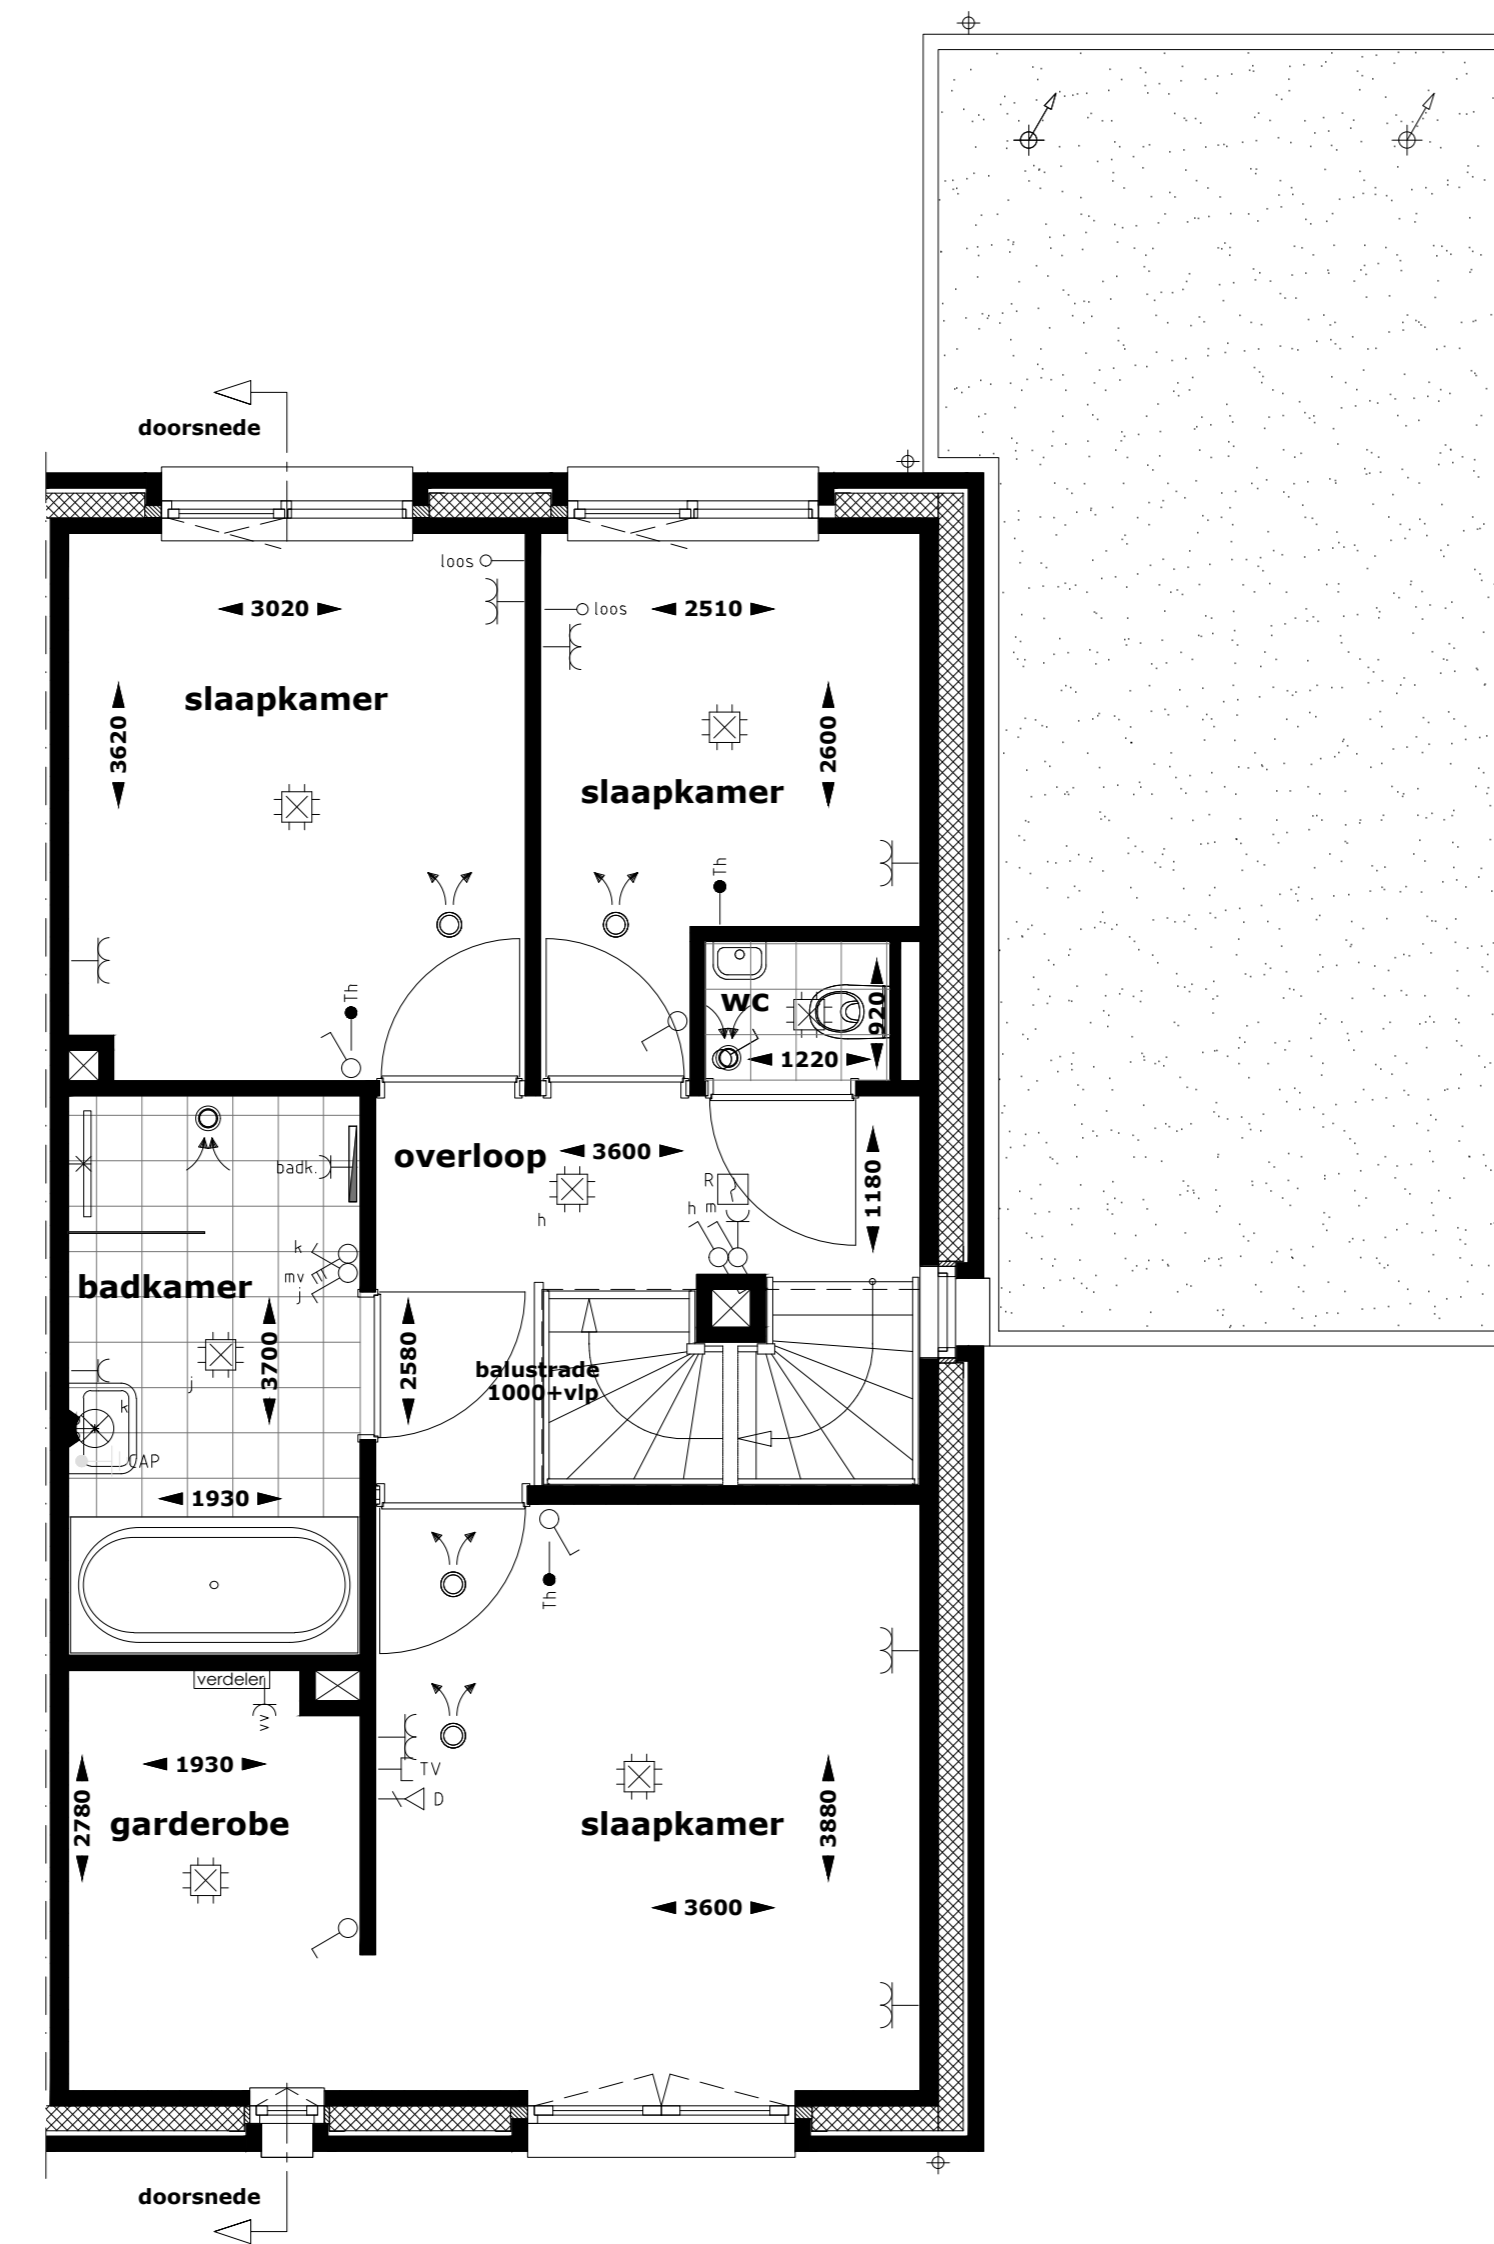 doorsnede
loos
3020
loos
2510
slaapkamer
3620
2600
slaapkamer
Th
Th
wc
920
1220
overloop
3600
badk.
R
1180
h
h m
k
mv
j
badkamer
3700
2580
balustrade
1000+vlp
j
k
CAP
1930
Th
verdeler
vv
1930
TV
D
2780
garderobe
slaapkamer
3880
3600
doorsnede